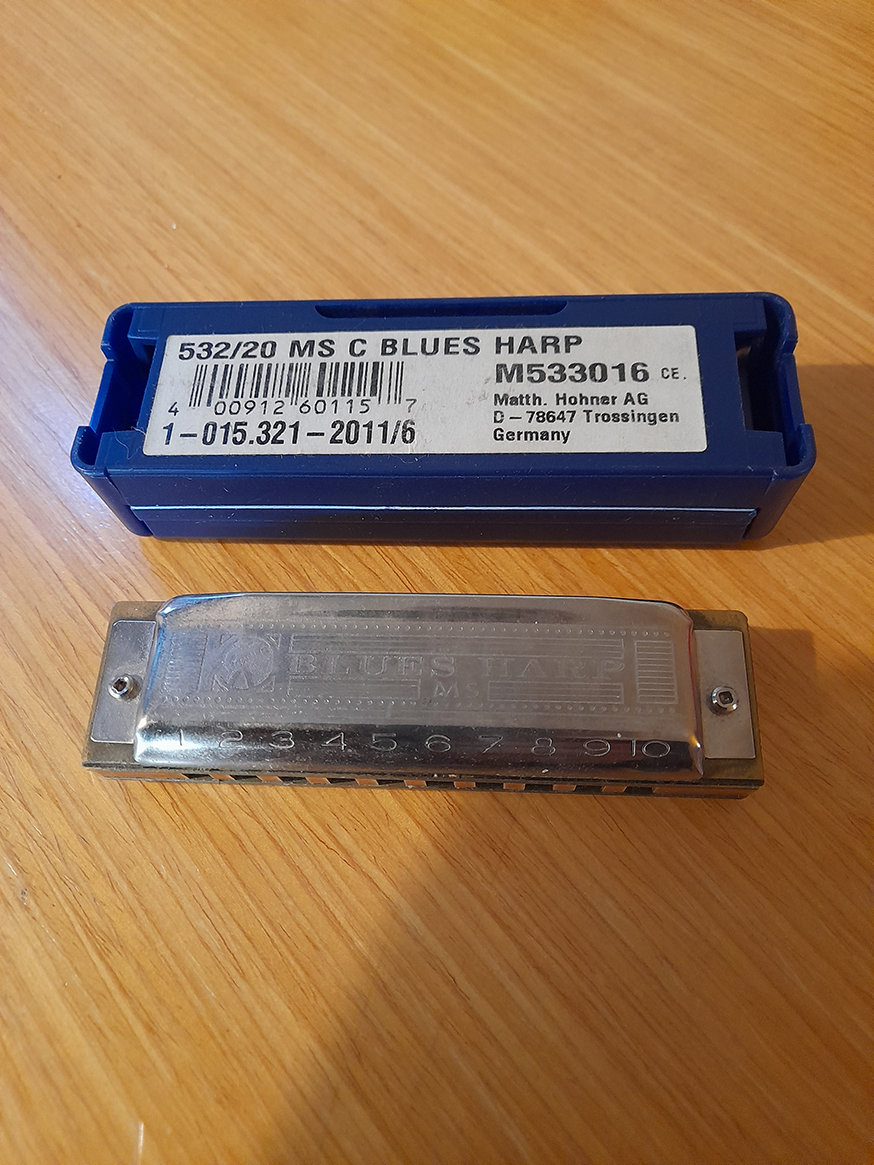 532/20 MS C BLUES HARP
M533016 CE.
4 00912 60115 7
Matth. Hohner AG
D-78647 Trossingen
Germany
1-015.321-2011/6
BLUES HARP
MS
1 2 3 4 5 6 7 8 9 10